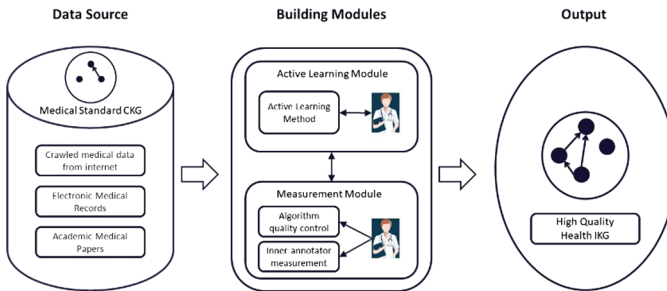 Data Source
Building Modules
Output
Medical Standard CKG
Crawled medical data
from internet
Electronic Medical
Records
Academic Medical
Papers
Active Learning Module
Active Learning
Method
Measurement Module
Algorithm
quality control
Inner annotator
measurement
High Quality
Health IKG